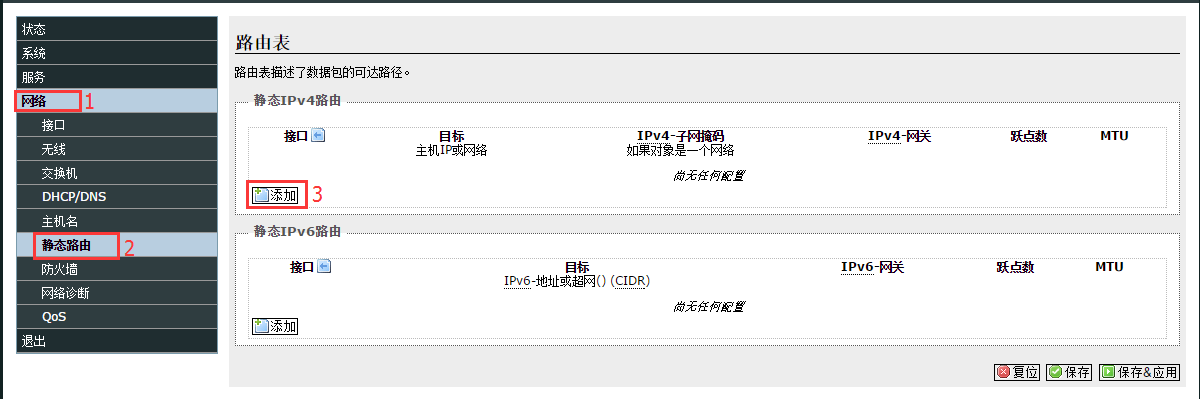 状态
系统
服务
网络 1
接口
无线
交换机
DHCP/DNS
主机名
静态路由 2
防火墙
网络诊断
QoS
退出
路由表
路由表描述了数据包的可达路径。
静态IPv4路由
接口 目标 IPv4-子网掩码 IPv4-网关 跃点数 MTU
主机IP或网络 如果对象是一个网络
尚无任何配置
添加 3
静态IPv6路由
接口 目标 IPv6-网关 跃点数 MTU
IPv6-地址或超网() (CIDR)
尚无任何配置
添加
复位 保存 保存&应用